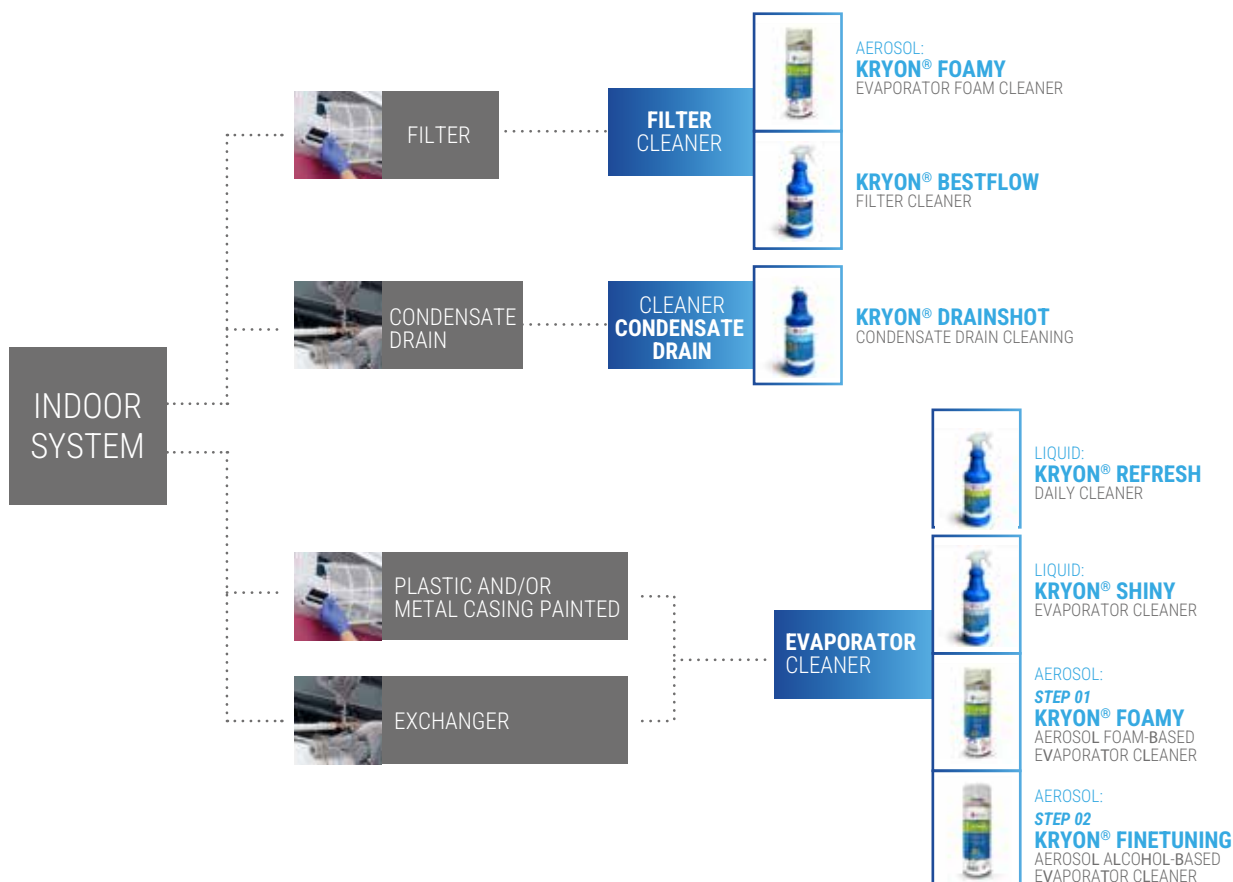 INDOOR
SYSTEM
FILTER
FILTER
CLEANER
AEROSOL:
KRYON® FOAMY
EVAPORATOR FOAM CLEANER
KRYON® BESTFLOW
FILTER CLEANER
CONDENSATE
DRAIN
CLEANER
CONDENSATE
DRAIN
KRYON® DRAINSHOT
CONDENSATE DRAIN CLEANING
PLASTIC AND/OR
METAL CASING PAINTED
EXCHANGER
EVAPORATOR
CLEANER
LIQUID:
KRYON® REFRESH
DAILY CLEANER
LIQUID:
KRYON® SHINY
EVAPORATOR CLEANER
AEROSOL:
STEP 01
KRYON® FOAMY
AEROSOL FOAM-BASED
EVAPORATOR CLEANER
AEROSOL:
STEP 02
KRYON® FINETUNING
AEROSOL ALCOHOL-BASED
EVAPORATOR CLEANER